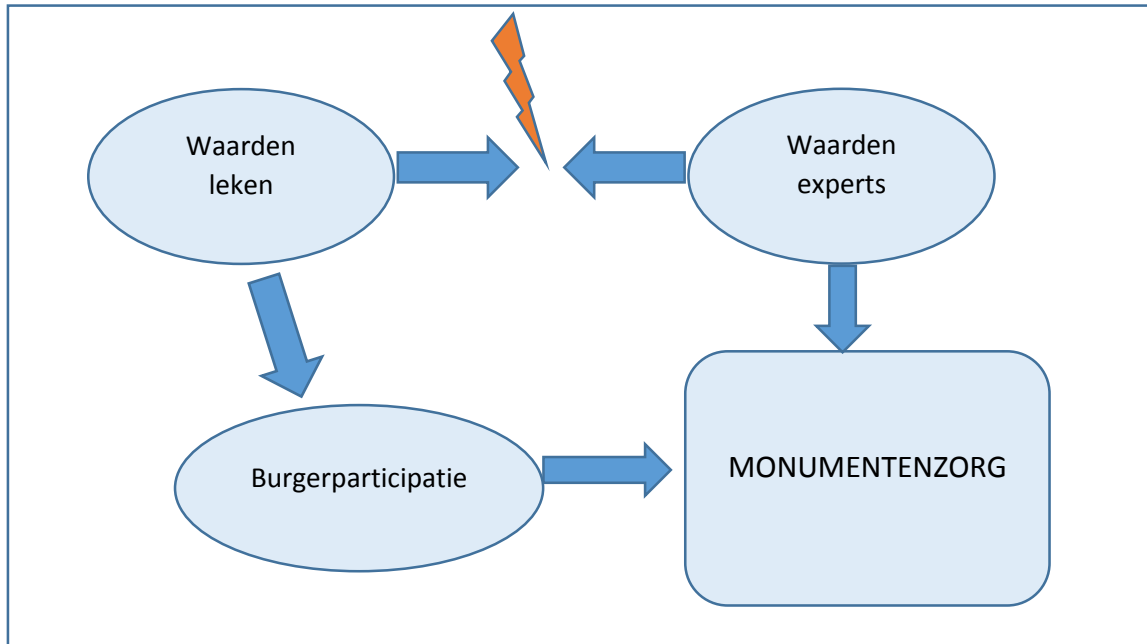 Waarden
leken
Waarden
experts
Burgerparticipatie
MONUMENTENZORG